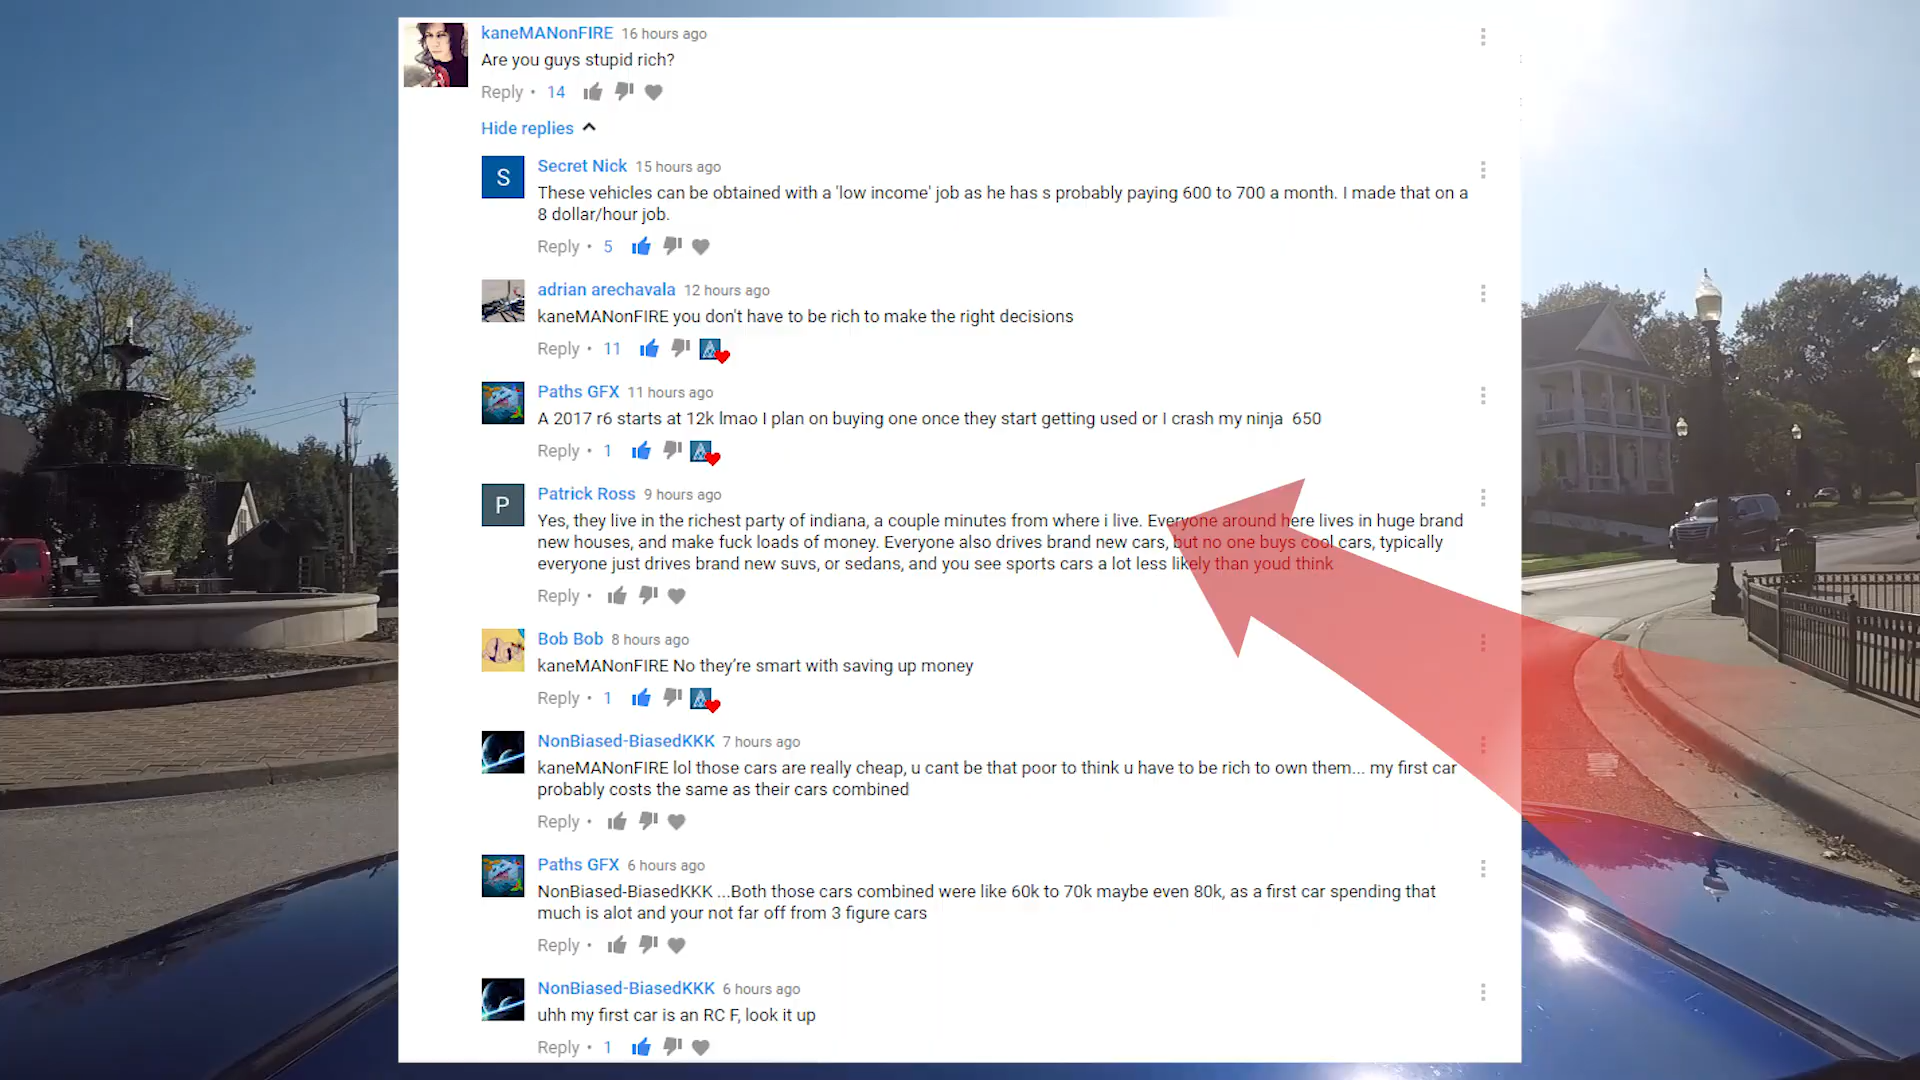 kaneMANonFIRE 16 hours ago
Are you guys stupid rich?
Reply • 14
Hide replies
S
Secret Nick 15 hours ago
These vehicles can be obtained with a 'low income' job as he has s probably paying 600 to 700 a month. I made that on a
8 dollar/hour job.
Reply • 5
adrian arechavala 12 hours ago
kaneMANonFIRE you don't have to be rich to make the right decisions
Reply • 11
Paths GFX 11 hours ago
A 2017 r6 starts at 12k lmao I plan on buying one once they start getting used or I crash my ninja 650
Reply • 1
P
Patrick Ross 9 hours ago
Yes, they live in the richest party of indiana, a couple minutes from where i live. Everyone around here lives in huge brand
new houses, and make fuck loads of money. Everyone also drives brand new cars, but no one buys cool cars, typically
everyone just drives brand new suvs, or sedans, and you see sports cars a lot less likely than youd think
Reply •
Bob Bob 8 hours ago
kaneMANonFIRE No they're smart with saving up money
Reply • 1
NonBiased-BiasedKKK 7 hours ago
kaneMANonFIRE lol those cars are really cheap, u cant be that poor to think u have to be rich to own them... my first car
probably costs the same as their cars combined
Reply •
Paths GFX 6 hours ago
NonBiased-BiasedKKK ...Both those cars combined were like 60k to 70k maybe even 80k, as a first car spending that
much is alot and your not far off from 3 figure cars
Reply •
NonBiased-BiasedKKK 6 hours ago
uhh my first car is an RC F, look it up
Reply • 1